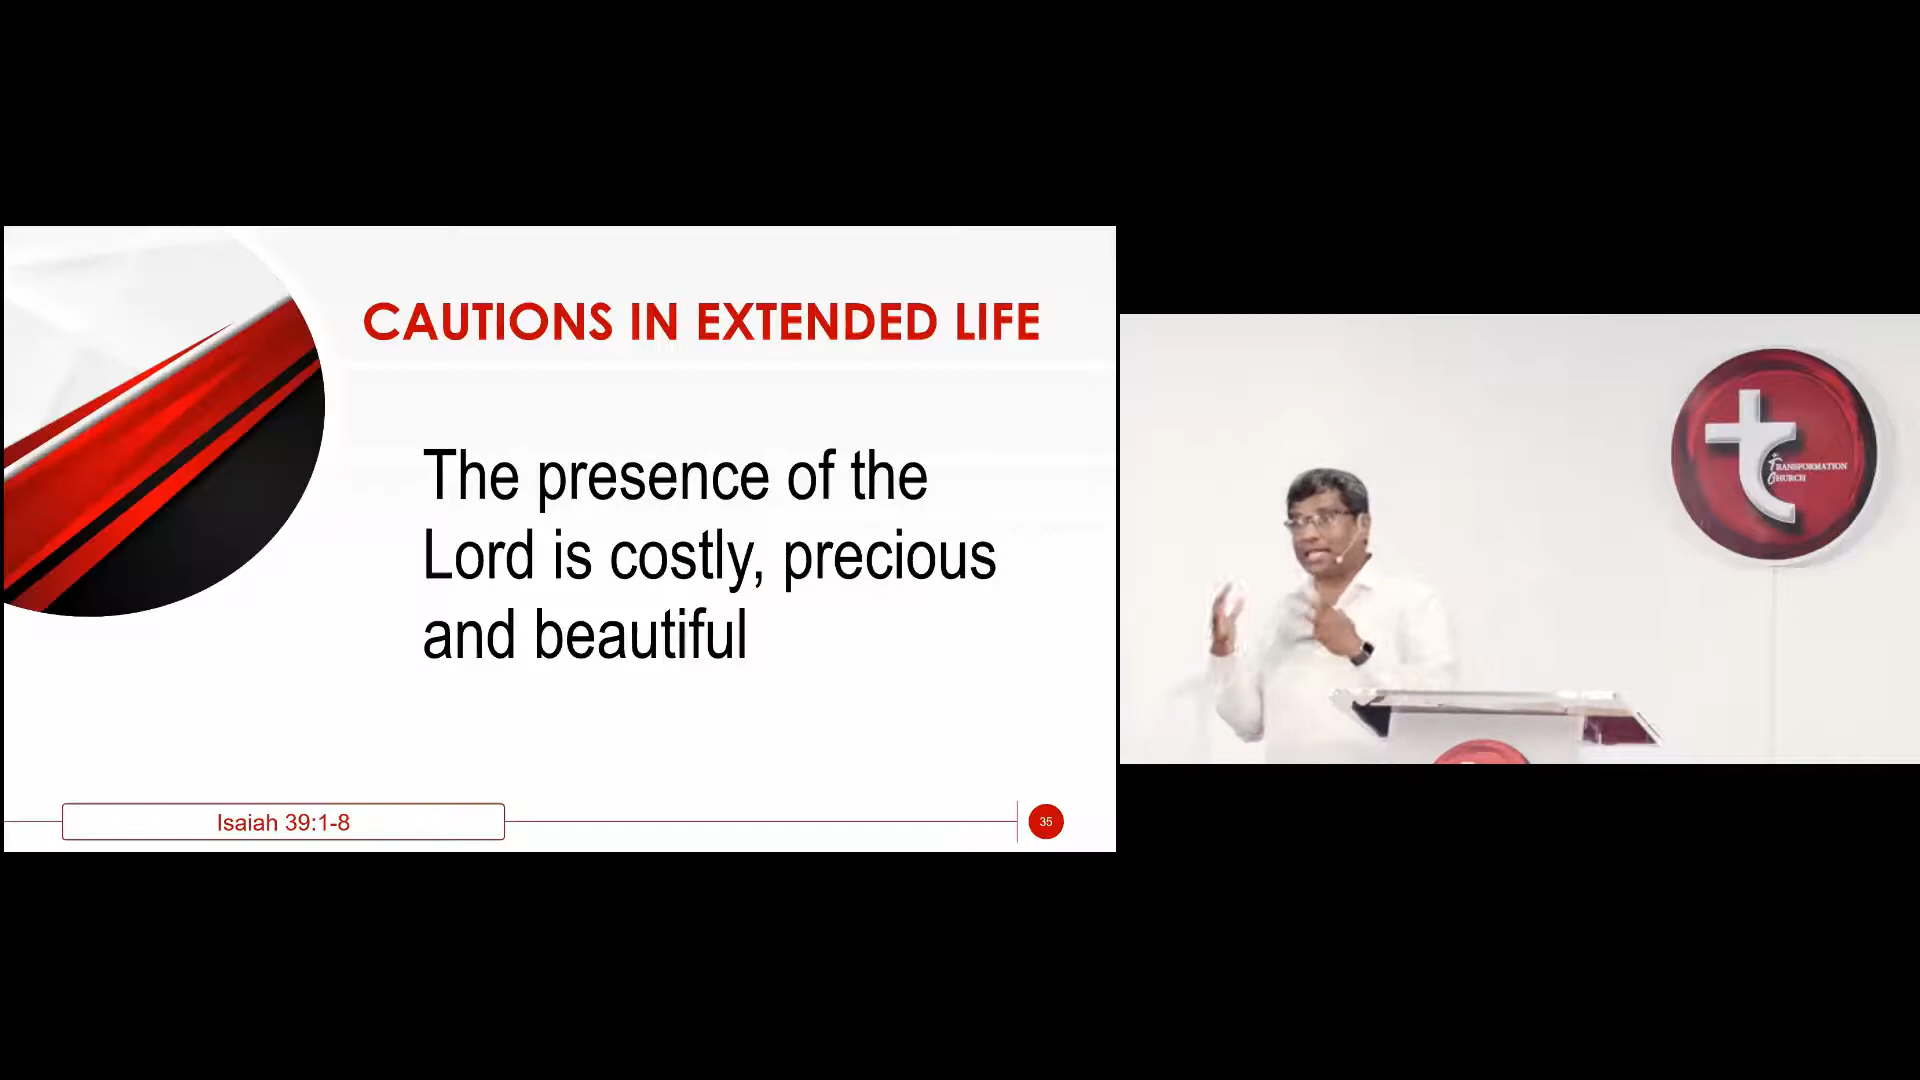 CAUTIONS IN EXTENDED LIFE
The presence of the
Lord is costly, precious
and beautiful
Isaiah 39:1-8
35
TRANSFORMATION
CHURCH